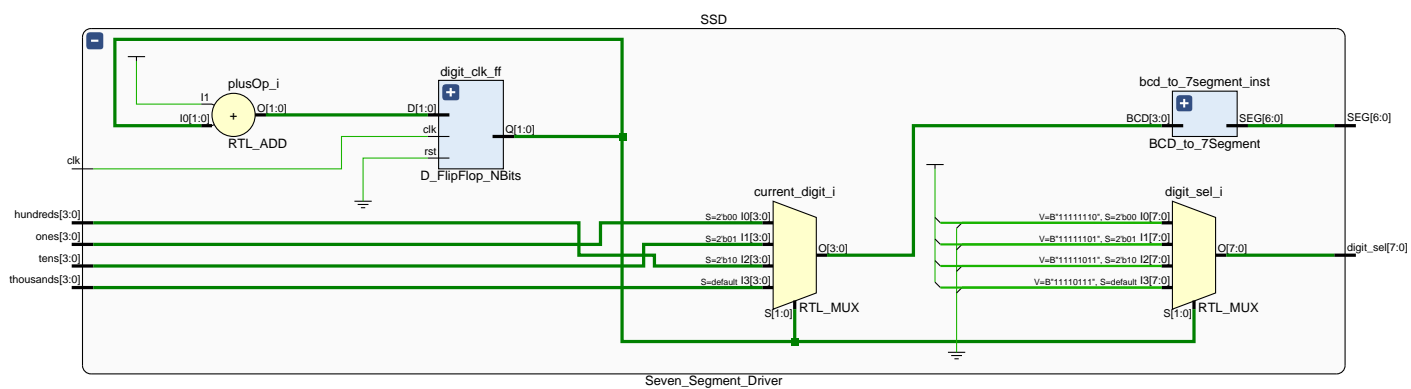 SSD
plusOp_i
I1
I0[1:0]
O[1:0]
+
RTL_ADD
digit_clk_ff
D[1:0]
clk
rst
Q[1:0]
D_FlipFlop_NBits
bcd_to_7segment_inst
BCD[3:0]
SEG[6:0]
BCD_to_7Segment
SEG[6:0]
clk
hundreds[3:0]
ones[3:0]
tens[3:0]
thousands[3:0]
current_digit_i
S=2'b00 I0[3:0]
S=2'b01 I1[3:0]
S=2'b10 I2[3:0]
S=default I3[3:0]
O[3:0]
S[1:0]
RTL_MUX
digit_sel_i
V=B"11111110", S=2'b00 I0[7:0]
V=B"11111101", S=2'b01 I1[7:0]
V=B"11111011", S=2'b10 I2[7:0]
V=B"11110111", S=default I3[7:0]
O[7:0]
S[1:0]
RTL_MUX
digit_sel[7:0]
Seven_Segment_Driver